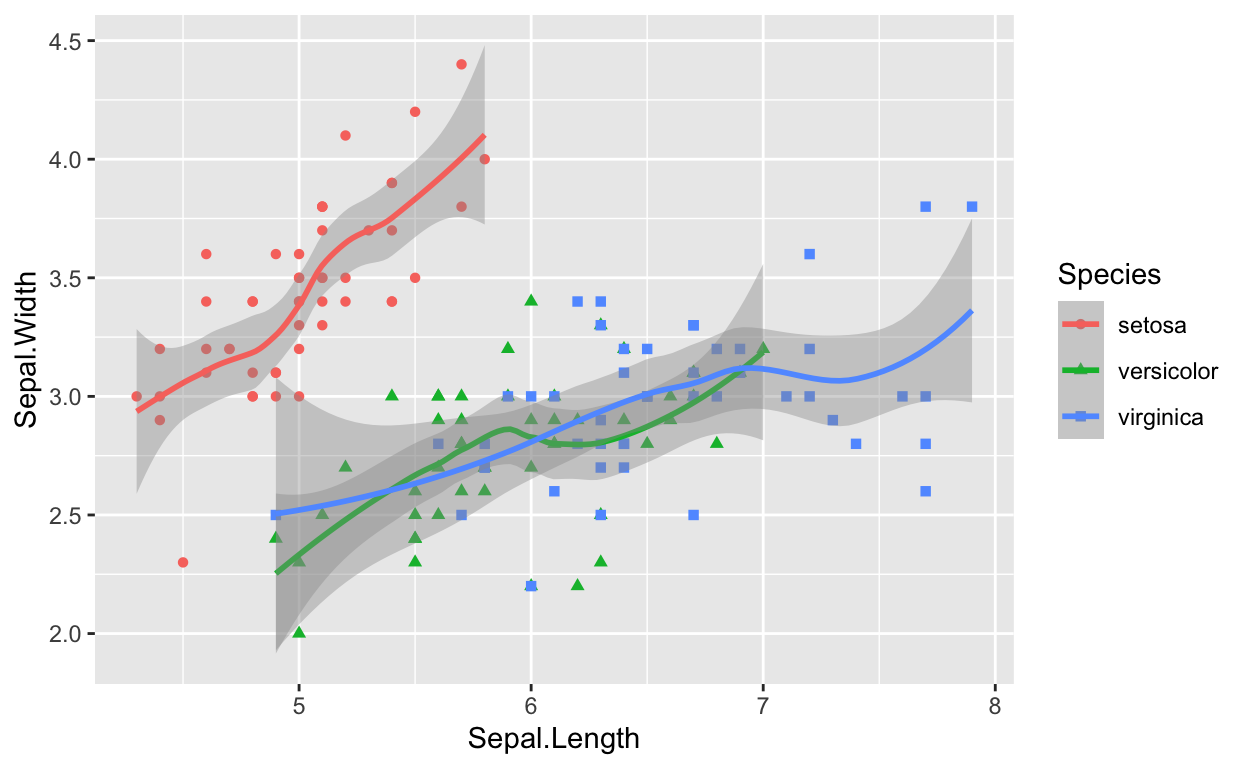 4.5
4.0
3.5
3.0
2.5
2.0
Sepal.Width
5 6 7 8
Sepal.Length
Species
setosa
versicolor
virginica